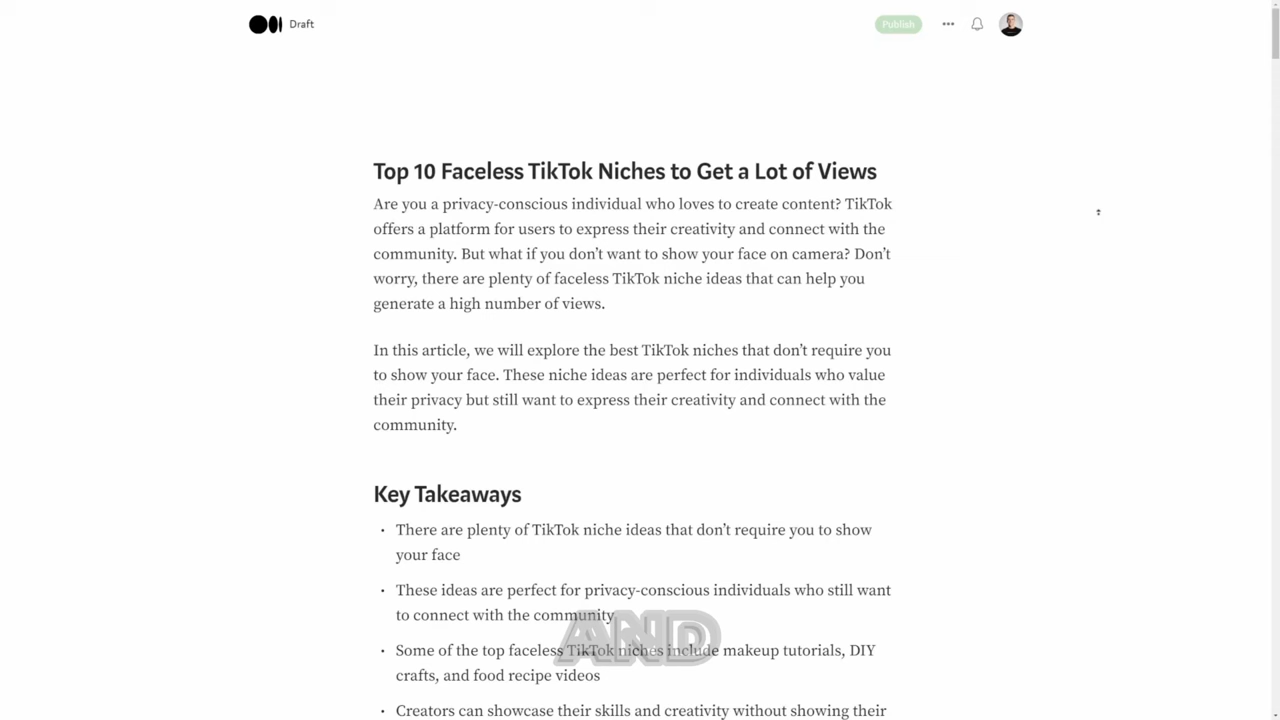 Draft
Publish
Top 10 Faceless TikTok Niches to Get a Lot of Views
Are you a privacy-conscious individual who loves to create content? TikTok
offers a platform for users to express their creativity and connect with the
community. But what if you don’t want to show your face on camera? Don’t
worry, there are plenty of faceless TikTok niche ideas that can help you
generate a high number of views.
In this article, we will explore the best TikTok niches that don’t require you
to show your face. These niche ideas are perfect for individuals who value
their privacy but still want to express their creativity and connect with the
community.
Key Takeaways
• There are plenty of TikTok niche ideas that don’t require you to show
your face
• These ideas are perfect for privacy-conscious individuals who still want
to connect with the community
AND
• Some of the top faceless TikTok niches include makeup tutorials, DIY
crafts, and food recipe videos
• Creators can showcase their skills and creativity without showing their